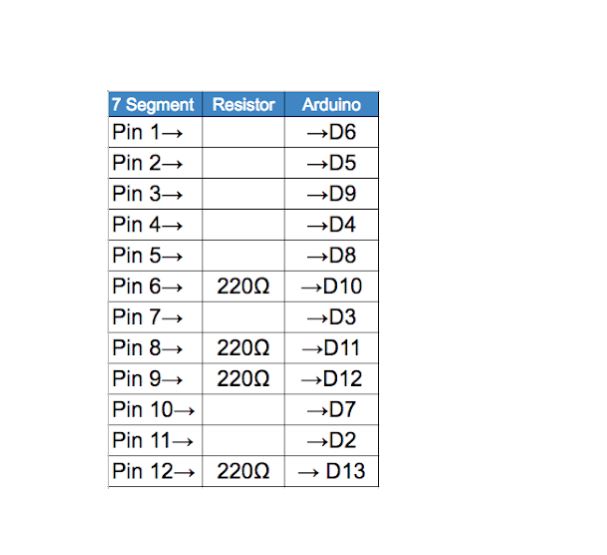 7 Segment Resistor Arduino
Pin 1→ →D6
Pin 2→ →D5
Pin 3→ →D9
Pin 4→ →D4
Pin 5→ →D8
Pin 6→ 220Ω →D10
Pin 7→ →D3
Pin 8→ 220Ω →D11
Pin 9→ 220Ω →D12
Pin 10→ →D7
Pin 11→ →D2
Pin 12→ 220Ω → D13